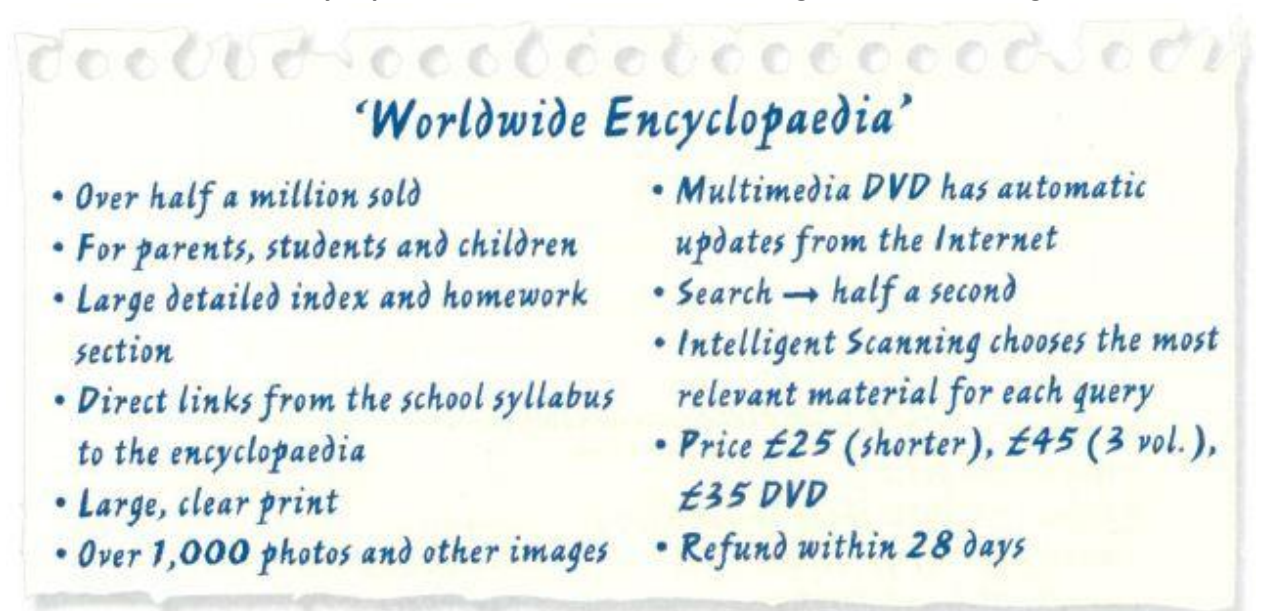 ‘Worldwide Encyclopaedia’
• Over half a million sold
• For parents, students and children
• Large detailed index and homework
section
• Direct links from the school syllabus
to the encyclopaedia
• Large, clear print
• Over 1,000 photos and other images
• Multimedia DVD has automatic
updates from the Internet
• Search → half a second
• Intelligent Scanning chooses the most
relevant material for each query
• Price £25 (shorter), £45 (3 vol.),
£35 DVD
• Refund within 28 days